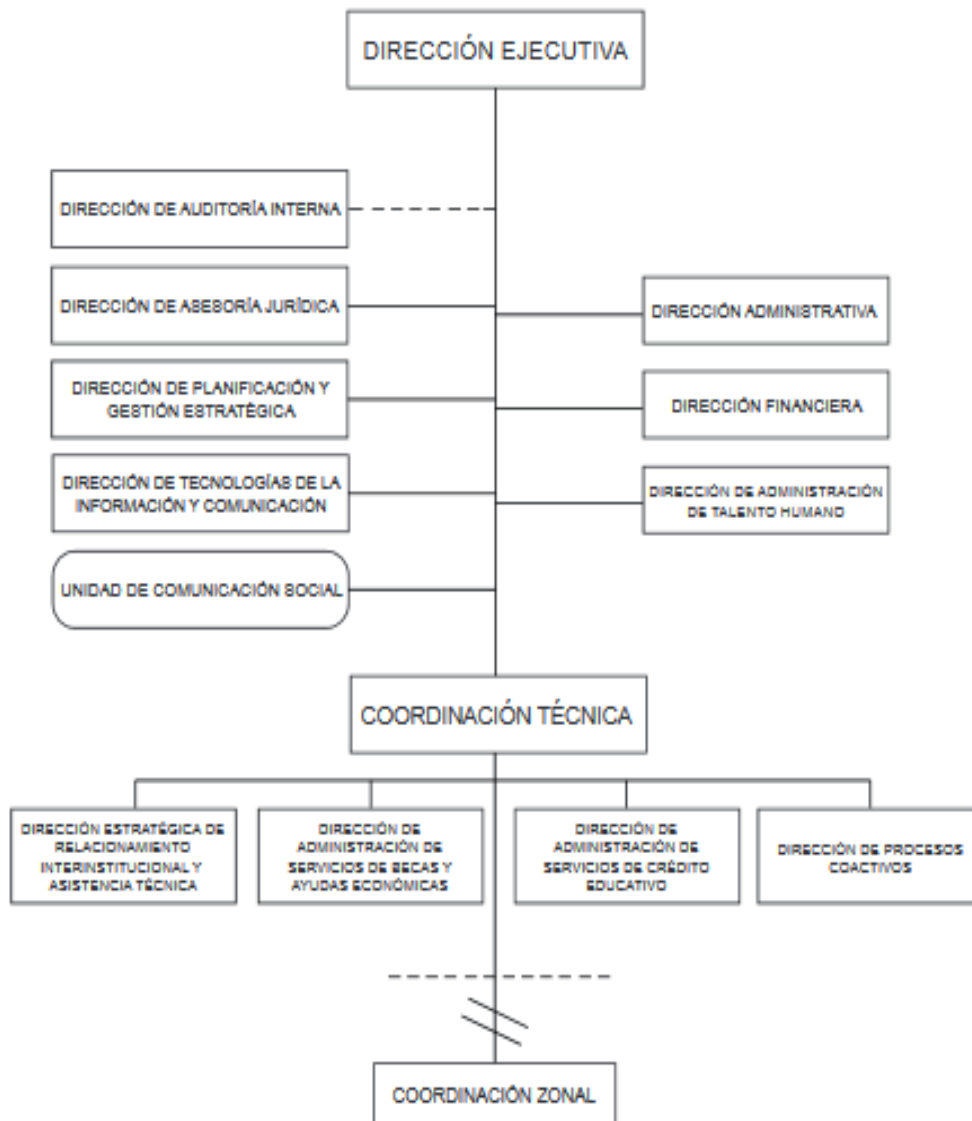 DIRECCIÓN EJECUTIVA
DIRECCIÓN DE AUDITORÍA INTERNA
DIRECCIÓN DE ASESORÍA JURÍDICA
DIRECCIÓN ADMINISTRATIVA
DIRECCIÓN DE PLANIFICACIÓN Y
GESTIÓN ESTRATÉGICA
DIRECCIÓN FINANCIERA
DIRECCIÓN DE TECNOLOGÍAS DE LA
INFORMACIÓN Y COMUNICACIÓN
DIRECCIÓN DE ADMINISTRACIÓN
DE TALENTO HUMANO
UNIDAD DE COMUNICACIÓN SOCIAL
COORDINACIÓN TÉCNICA
DIRECCIÓN ESTRATÉGICA DE
RELACIONAMIENTO
INTERINSTITUCIONAL Y
ASISTENCIA TÉCNICA
DIRECCIÓN DE
ADMINISTRACIÓN DE
SERVICIOS DE BECAS Y
AYUDAS ECONÓMICAS
DIRECCIÓN DE
ADMINISTRACIÓN DE
SERVICIOS DE CRÉDITO
EDUCATIVO
DIRECCIÓN DE PROCESOS
COACTIVOS
COORDINACIÓN ZONAL